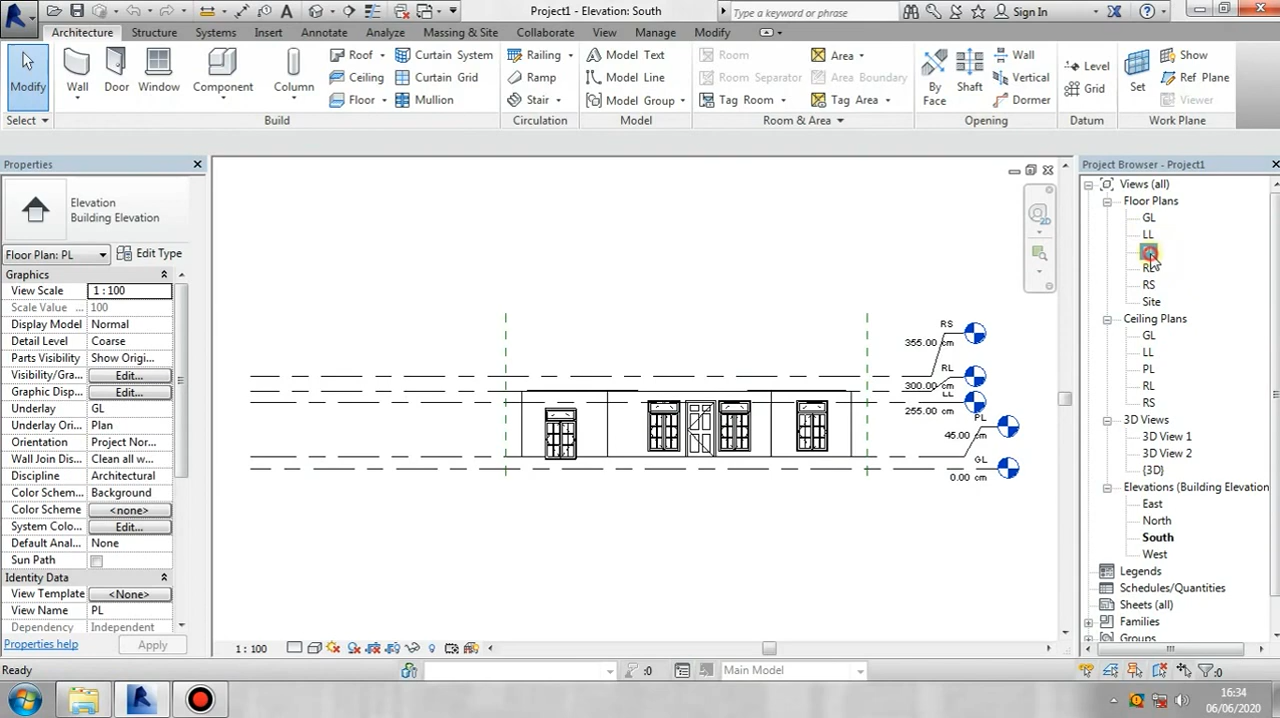 Project1 - Elevation: South
Type a keyword or phrase
Sign In
Architecture Structure Systems Insert Annotate Analyze Massing & Site Collaborate View Manage Modify
Modify
Wall
Door
Window
Component
Column
Roof
Ceiling
Floor
Curtain System
Curtain Grid
Mullion
Railing
Ramp
Stair
Model Text
Model Line
Model Group
Room
Room Separator
Tag Room
Area
Area Boundary
Tag Area
By
Face
Shaft
Wall
Vertical
Dormer
Level
Grid
Set
Show
Ref Plane
Viewer
Select
Build
Circulation
Model
Room & Area
Opening
Datum
Work Plane
Properties
Elevation
Building Elevation
Floor Plan: PL
Edit Type
Graphics
View Scale 1 : 100
Scale Value ... 100
Display Model Normal
Detail Level Coarse
Parts Visibility Show Origi...
Visibility/Gra... Edit...
Graphic Disp... Edit...
Underlay GL
Underlay Ori... Plan
Orientation Project Nor...
Wall Join Dis... Clean all w...
Discipline Architectural
Color Schem... Background
Color Scheme <none>
System Colo... Edit...
Default Anal... None
Sun Path
Identity Data
View Template <None>
View Name PL
Dependency Independent
Properties help
Apply
RS
355.00 cm
RL
300.00 cm
LL
255.00 cm
PL
45.00 cm
GL
0.00 cm
1 : 100
Project Browser - Project1
Views (all)
Floor Plans
GL
LL
RL
RS
Site
Ceiling Plans
GL
LL
PL
RL
RS
3D Views
3D View 1
3D View 2
{3D}
Elevations (Building Elevation
East
North
South
West
Legends
Schedules/Quantities
Sheets (all)
Families
Groups
Ready
:0
Main Model
:0
16:34
06/06/2020